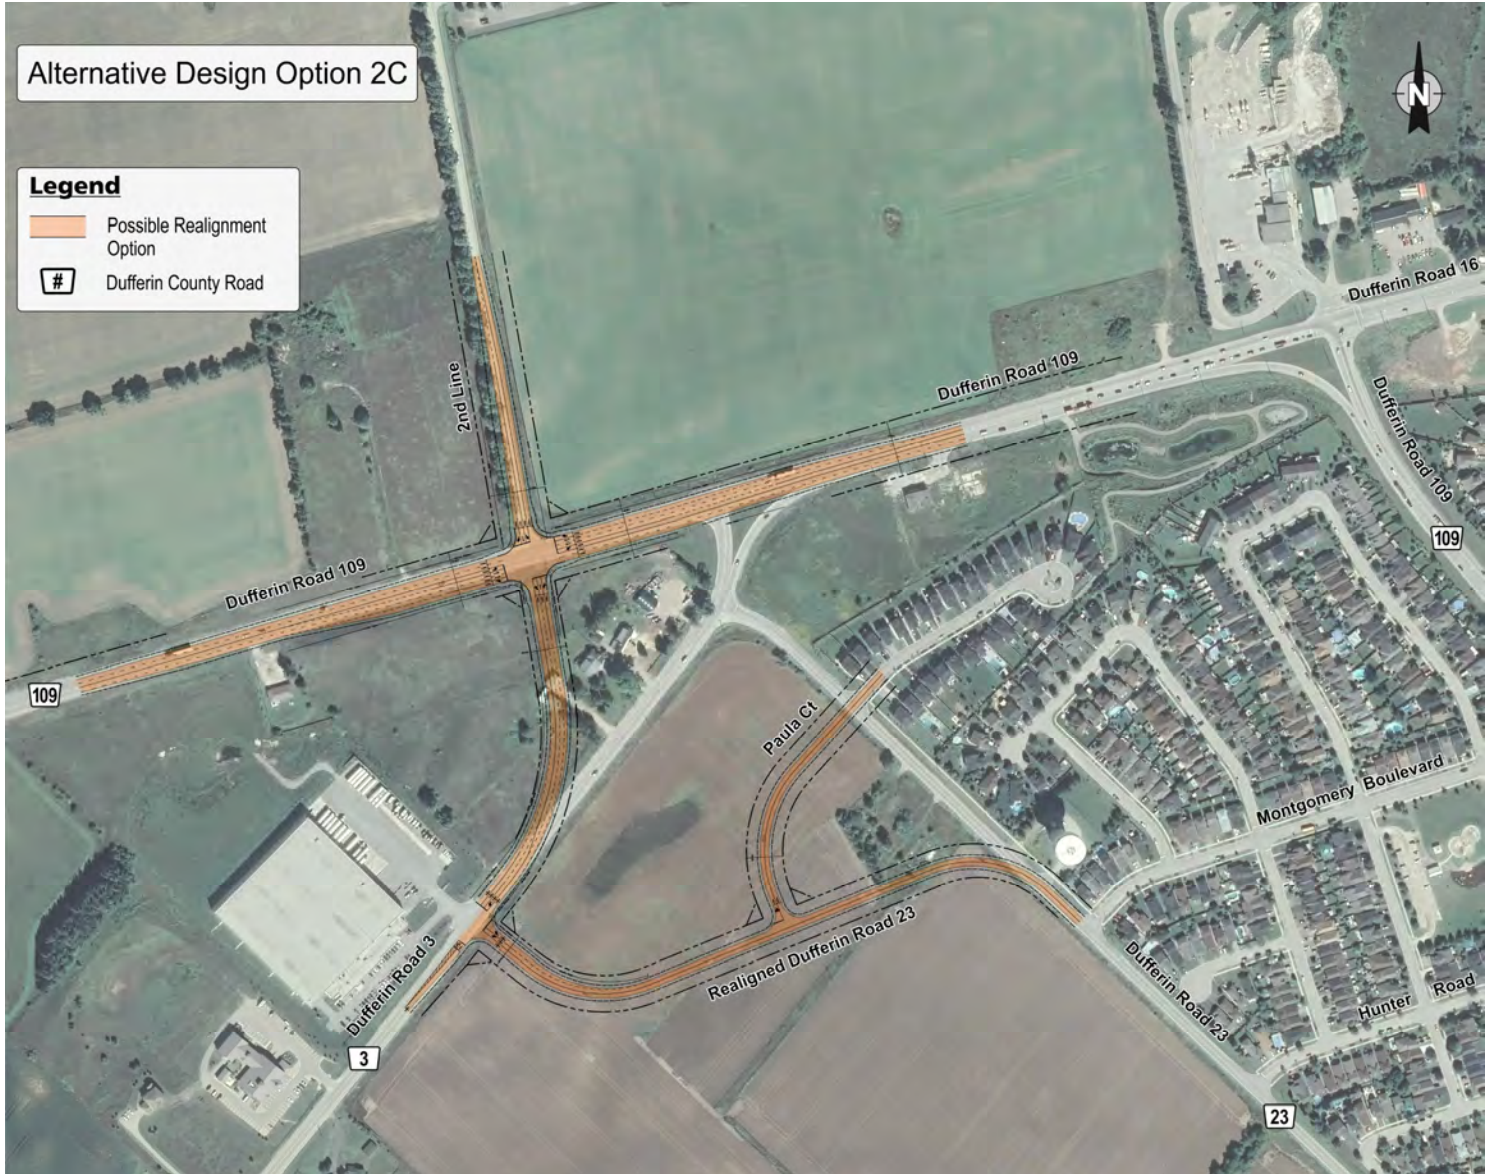 Alternative Design Option 2C
N
Legend
Possible Realignment
Option
# Dufferin County Road
Dufferin Road 16
2nd Line
Dufferin Road 109
Dufferin Road 109
109
Dufferin Road 109
109
Paula Ct
Montgomery Boulevard
Realigned Dufferin Road 23
Dufferin Road 3
3
Dufferin Road 23
Hunter Road
23